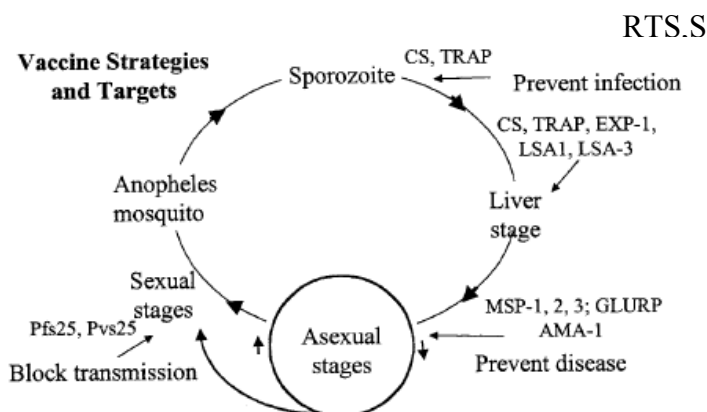 RTS.S
Vaccine Strategies
and Targets
CS, TRAP
Sporozoite
Prevent infection
CS, TRAP, EXP-1,
LSA1, LSA-3
Anopheles
mosquito
Liver
stage
Sexual
stages
MSP-1, 2, 3; GLURP
AMA-1
Pfs25, Pvs25
Asexual
stages
Block transmission
Prevent disease